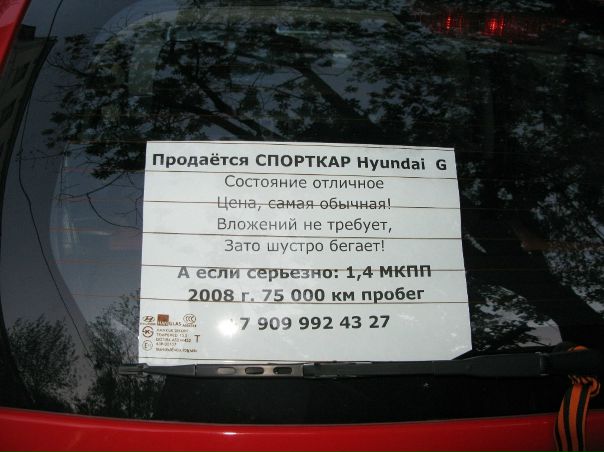 Продаётся СПОРТКАР Hyundai G
Состояние отличное
Цена, самая обычная!
Вложений не требует,
Зато шустро бегает!
А если серьезно: 1,4 МКПП
2008 г. 75 000 км пробег
7 909 992 43 27